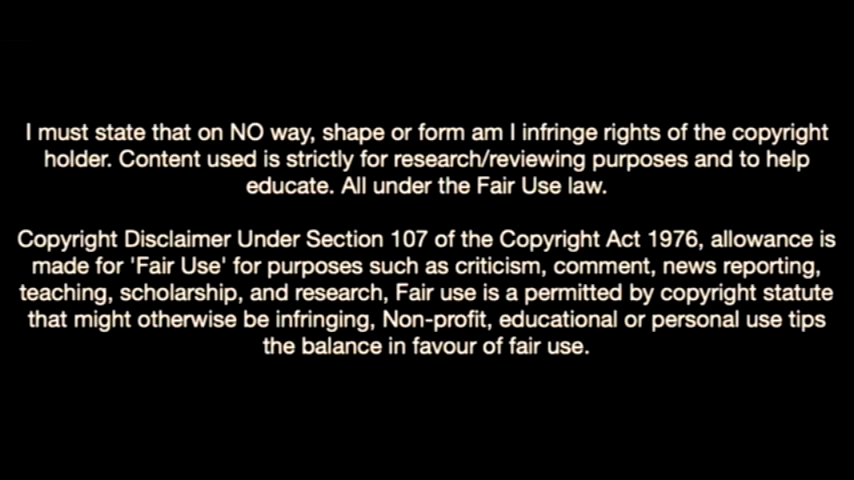 I must state that on NO way, shape or form am I infringe rights of the copyright
holder. Content used is strictly for research/reviewing purposes and to help
educate. All under the Fair Use law.
Copyright Disclaimer Under Section 107 of the Copyright Act 1976, allowance is
made for 'Fair Use' for purposes such as criticism, comment, news reporting,
teaching, scholarship, and research, Fair use is a permitted by copyright statute
that might otherwise be infringing, Non-profit, educational or personal use tips
the balance in favour of fair use.